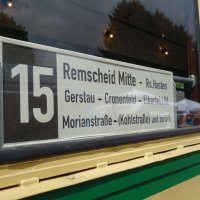 15
Remscheid Mitte - Rs.Hasten
Gerstau - Cronenfeld - Elberfeld
Morianstraße -(Kohlstraße) und zurück